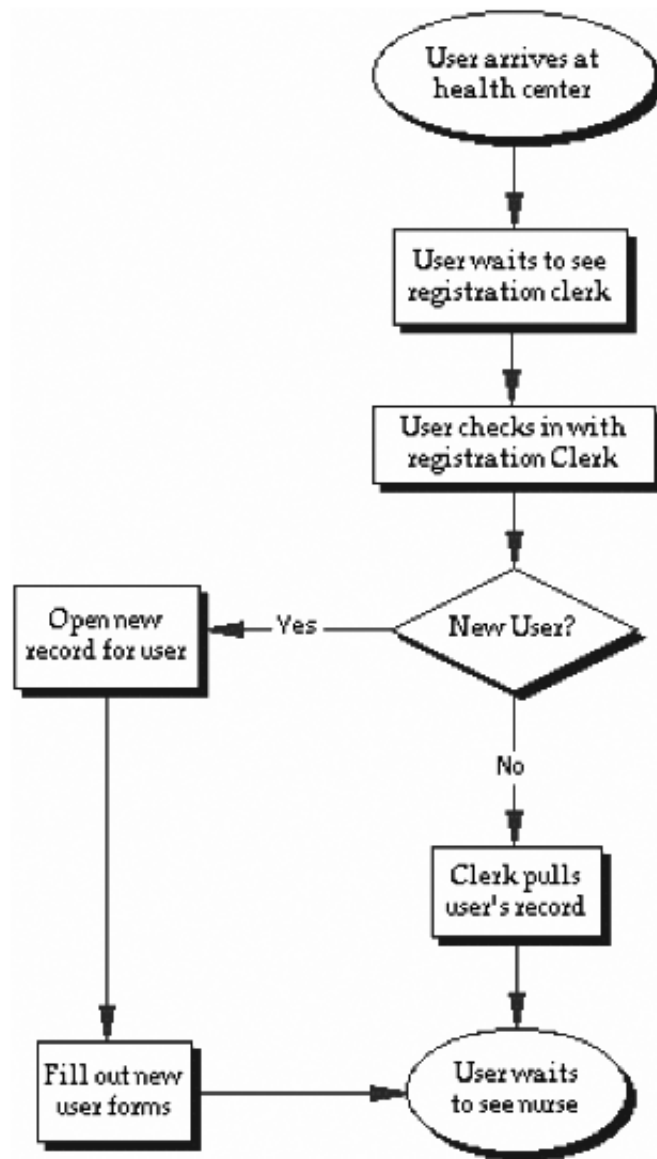 User arrives at
health center
User waits to see
registration clerk
User checks in with
registration Clerk
New User?
Yes
Open new
record for user
No
Clerk pulls
user's record
Fill out new
user forms
User waits
to see nurse